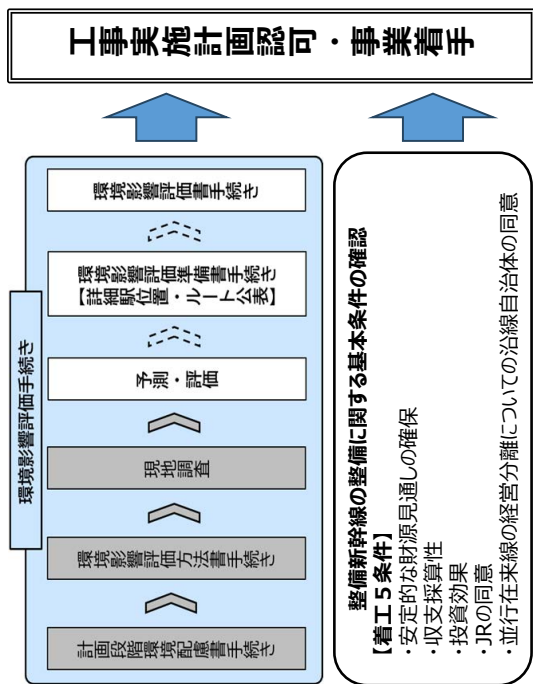 環境影響評価手続き
計画段階環境配慮書手続き
環境影響評価方法書手続き
現地調査
予測・評価
環境影響評価準備書手続き
【詳細駅位置・ルート公表】
環境影響評価書手続き
整備新幹線の整備に関する基本条件の確認
【着工５条件】
・安定的な財源見通しの確保
・収支採算性
・投資効果
・JRの同意
・並行在来線の経営分離についての沿線自治体の同意
工事実施計画認可・事業着手